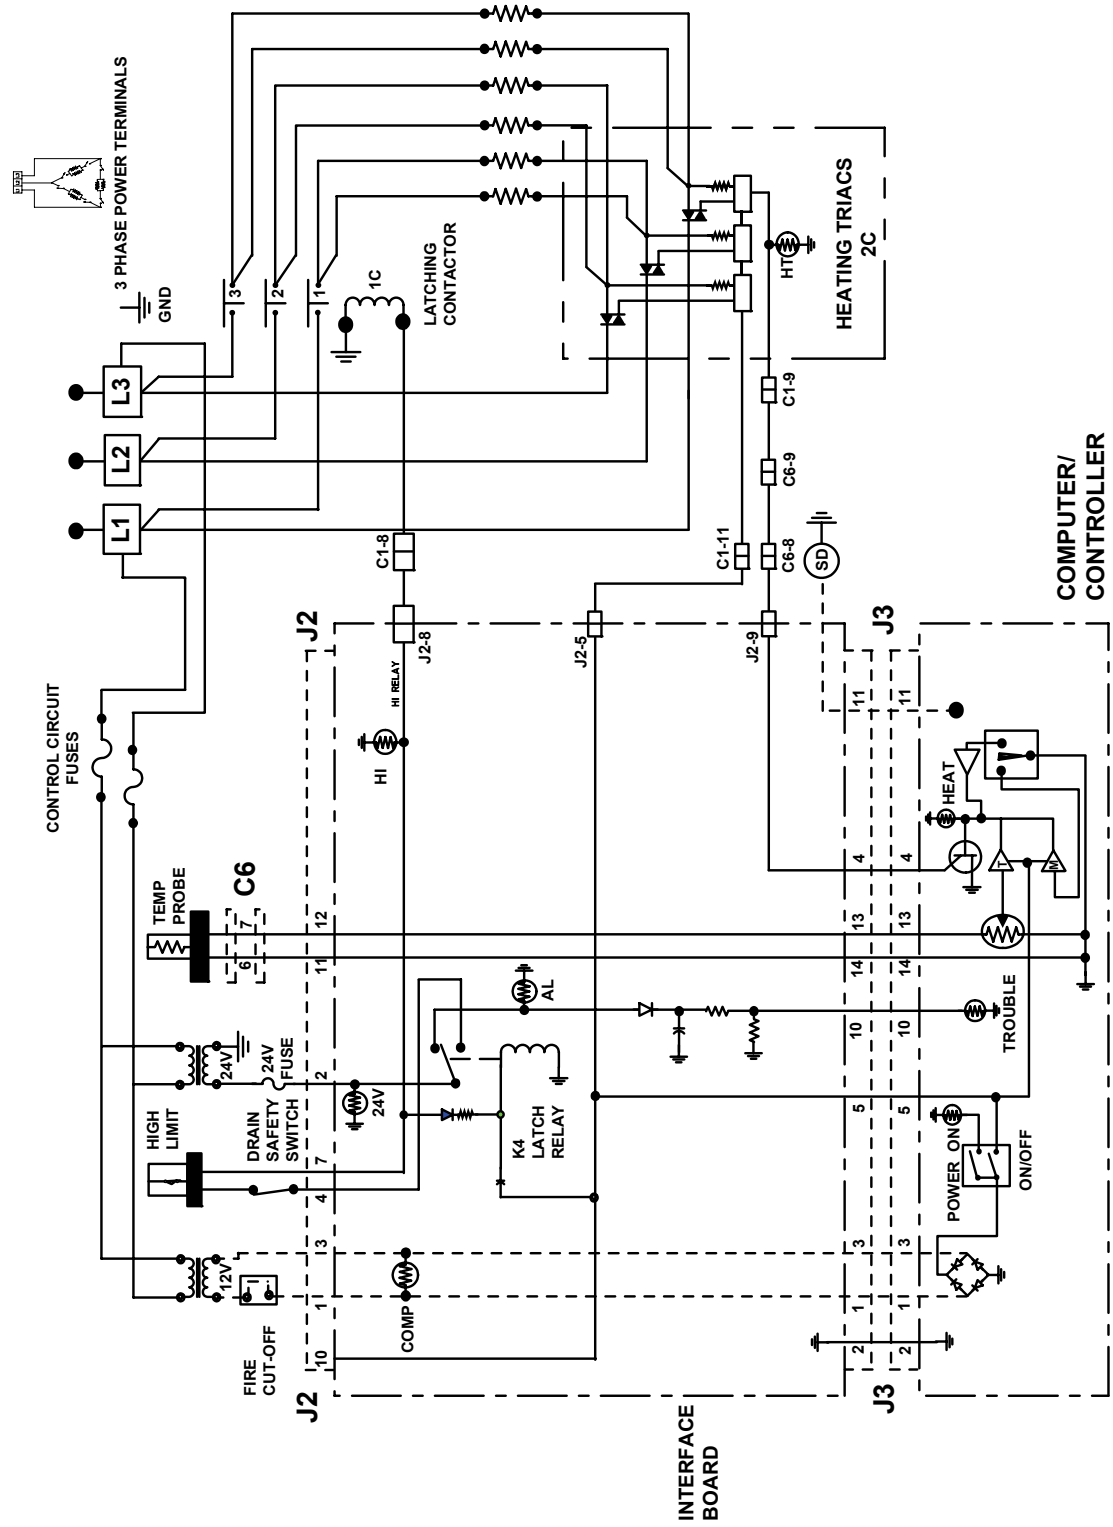 3 PHASE POWER TERMINALS
GND
L1
L2
L3
3
2
1
1C
LATCHING
CONTACTOR
HEATING TRIACS
2C
HT
C1-9
C6-9
C1-11
C6-8
SD
C1-8
CONTROL CIRCUIT
FUSES
TEMP
PROBE
C6
6
7
24V
24V
FUSE
HIGH
LIMIT
DRAIN
SAFETY
SWITCH
12V
FIRE
CUT-OFF
J2
10
1
3
4
7
2
11
12
J2
J2-8
HI RELAY
HI
J2-5
J2-9
24V
AL
K4
LATCH
RELAY
COMP
INTERFACE
BOARD
J3
2
1
3
5
10
14
13
4
11
J3
2
1
3
5
10
14
13
4
11
COMPUTER/
CONTROLLER
HEAT
T
M
TROUBLE
POWER ON
ON/OFF